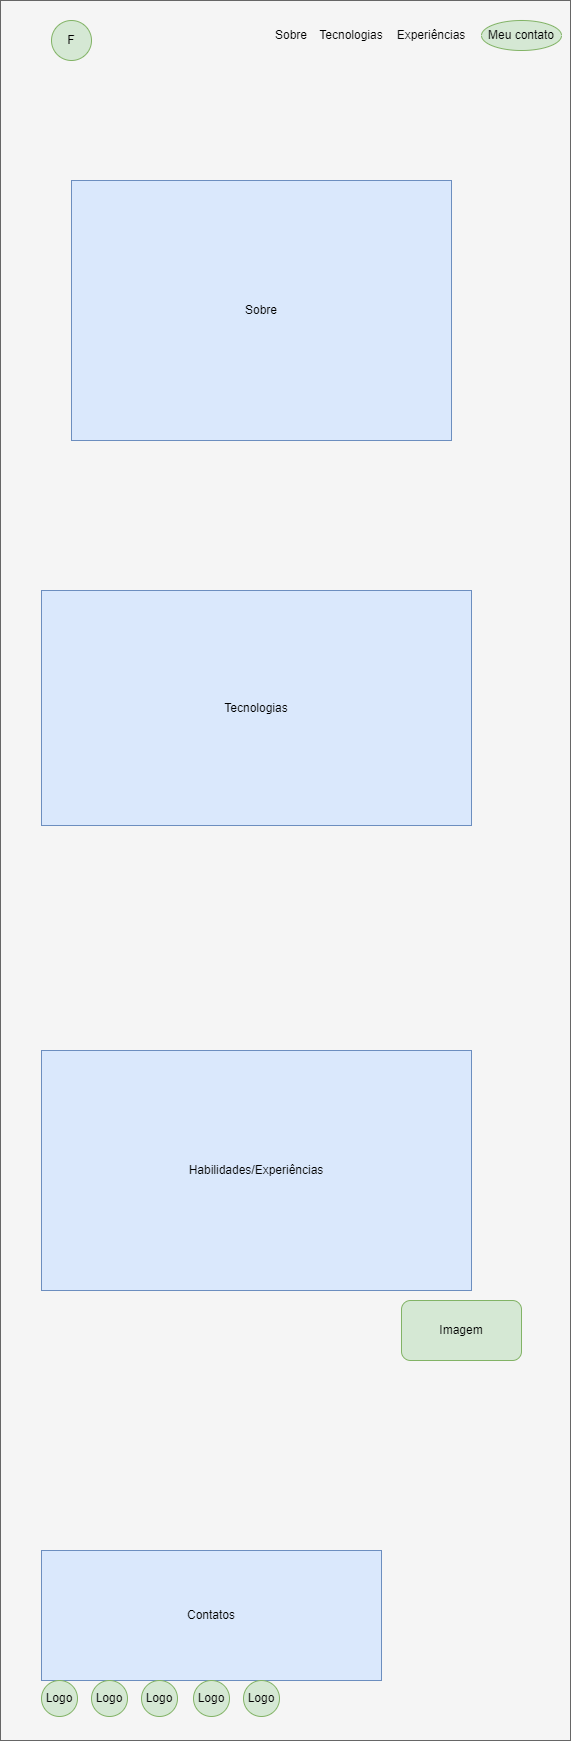 F
Sobre Tecnologias Experiências Meu contato
Sobre
Tecnologias
Habilidades/Experiências
Imagem
Contatos
Logo Logo Logo Logo Logo